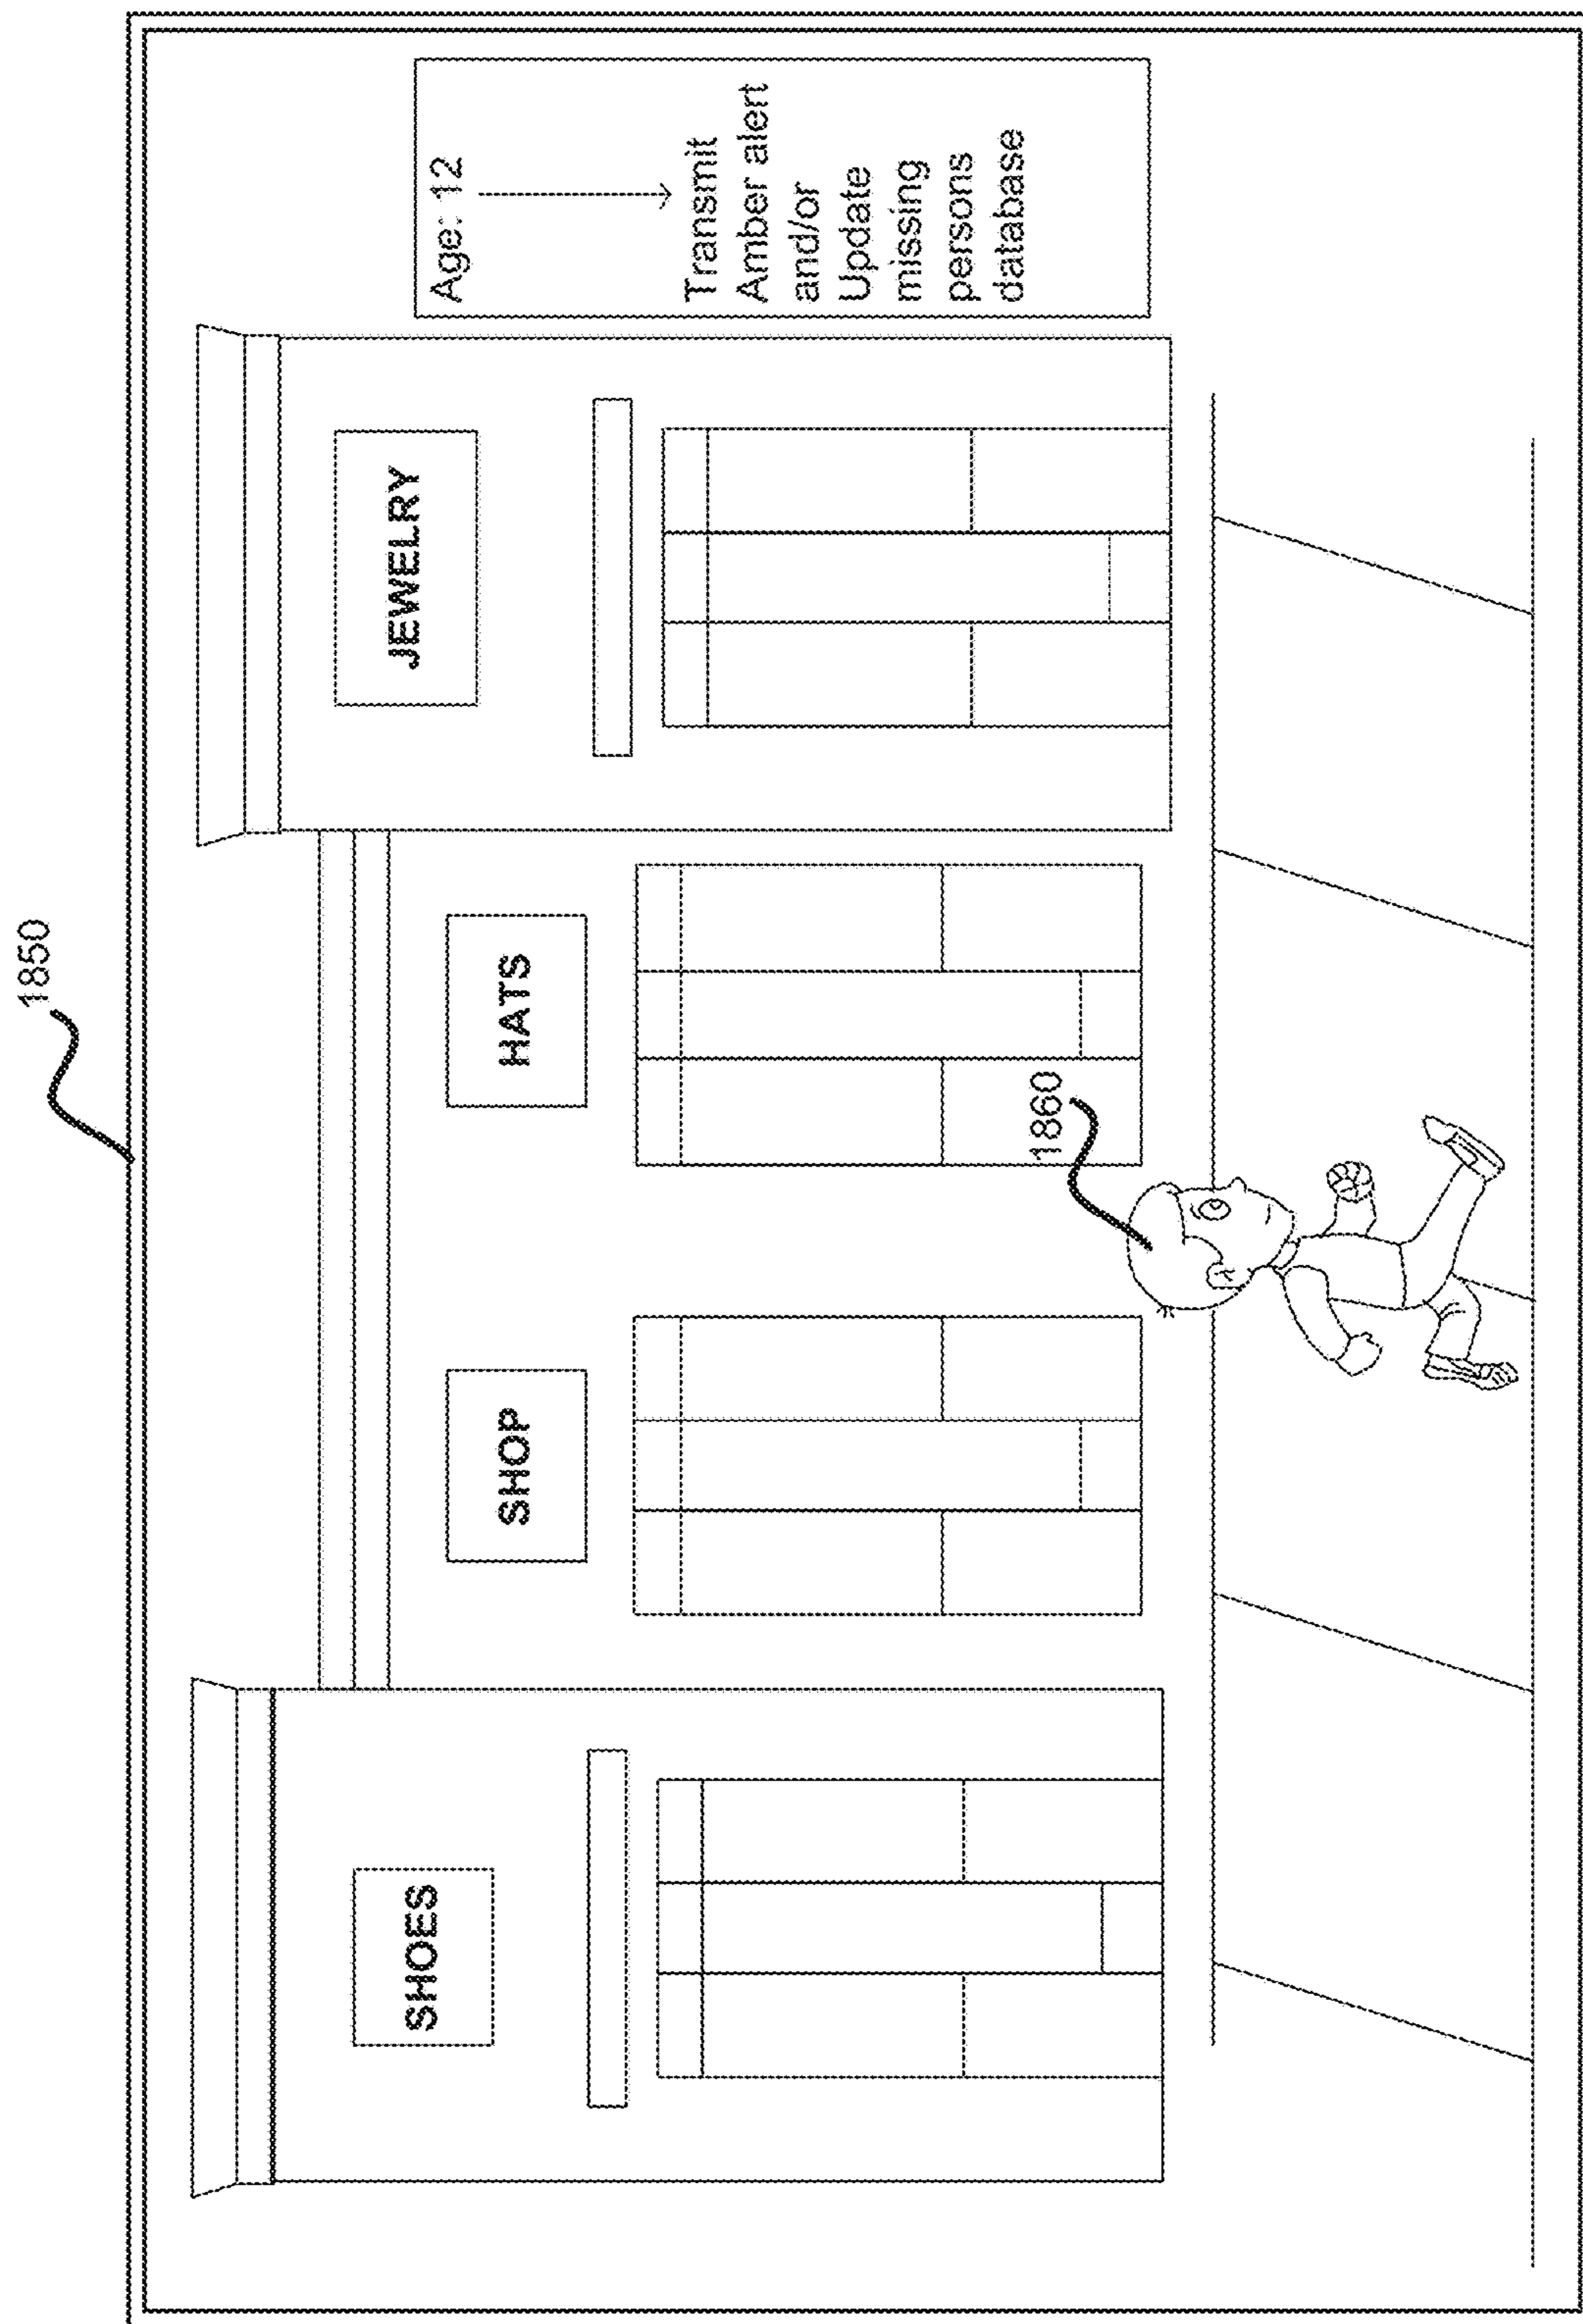 1850
SHOES
SHOP
HATS
JEWELRY
Age: 12
Transmit
Amber alert
and/or
Update
missing
persons
database
1860